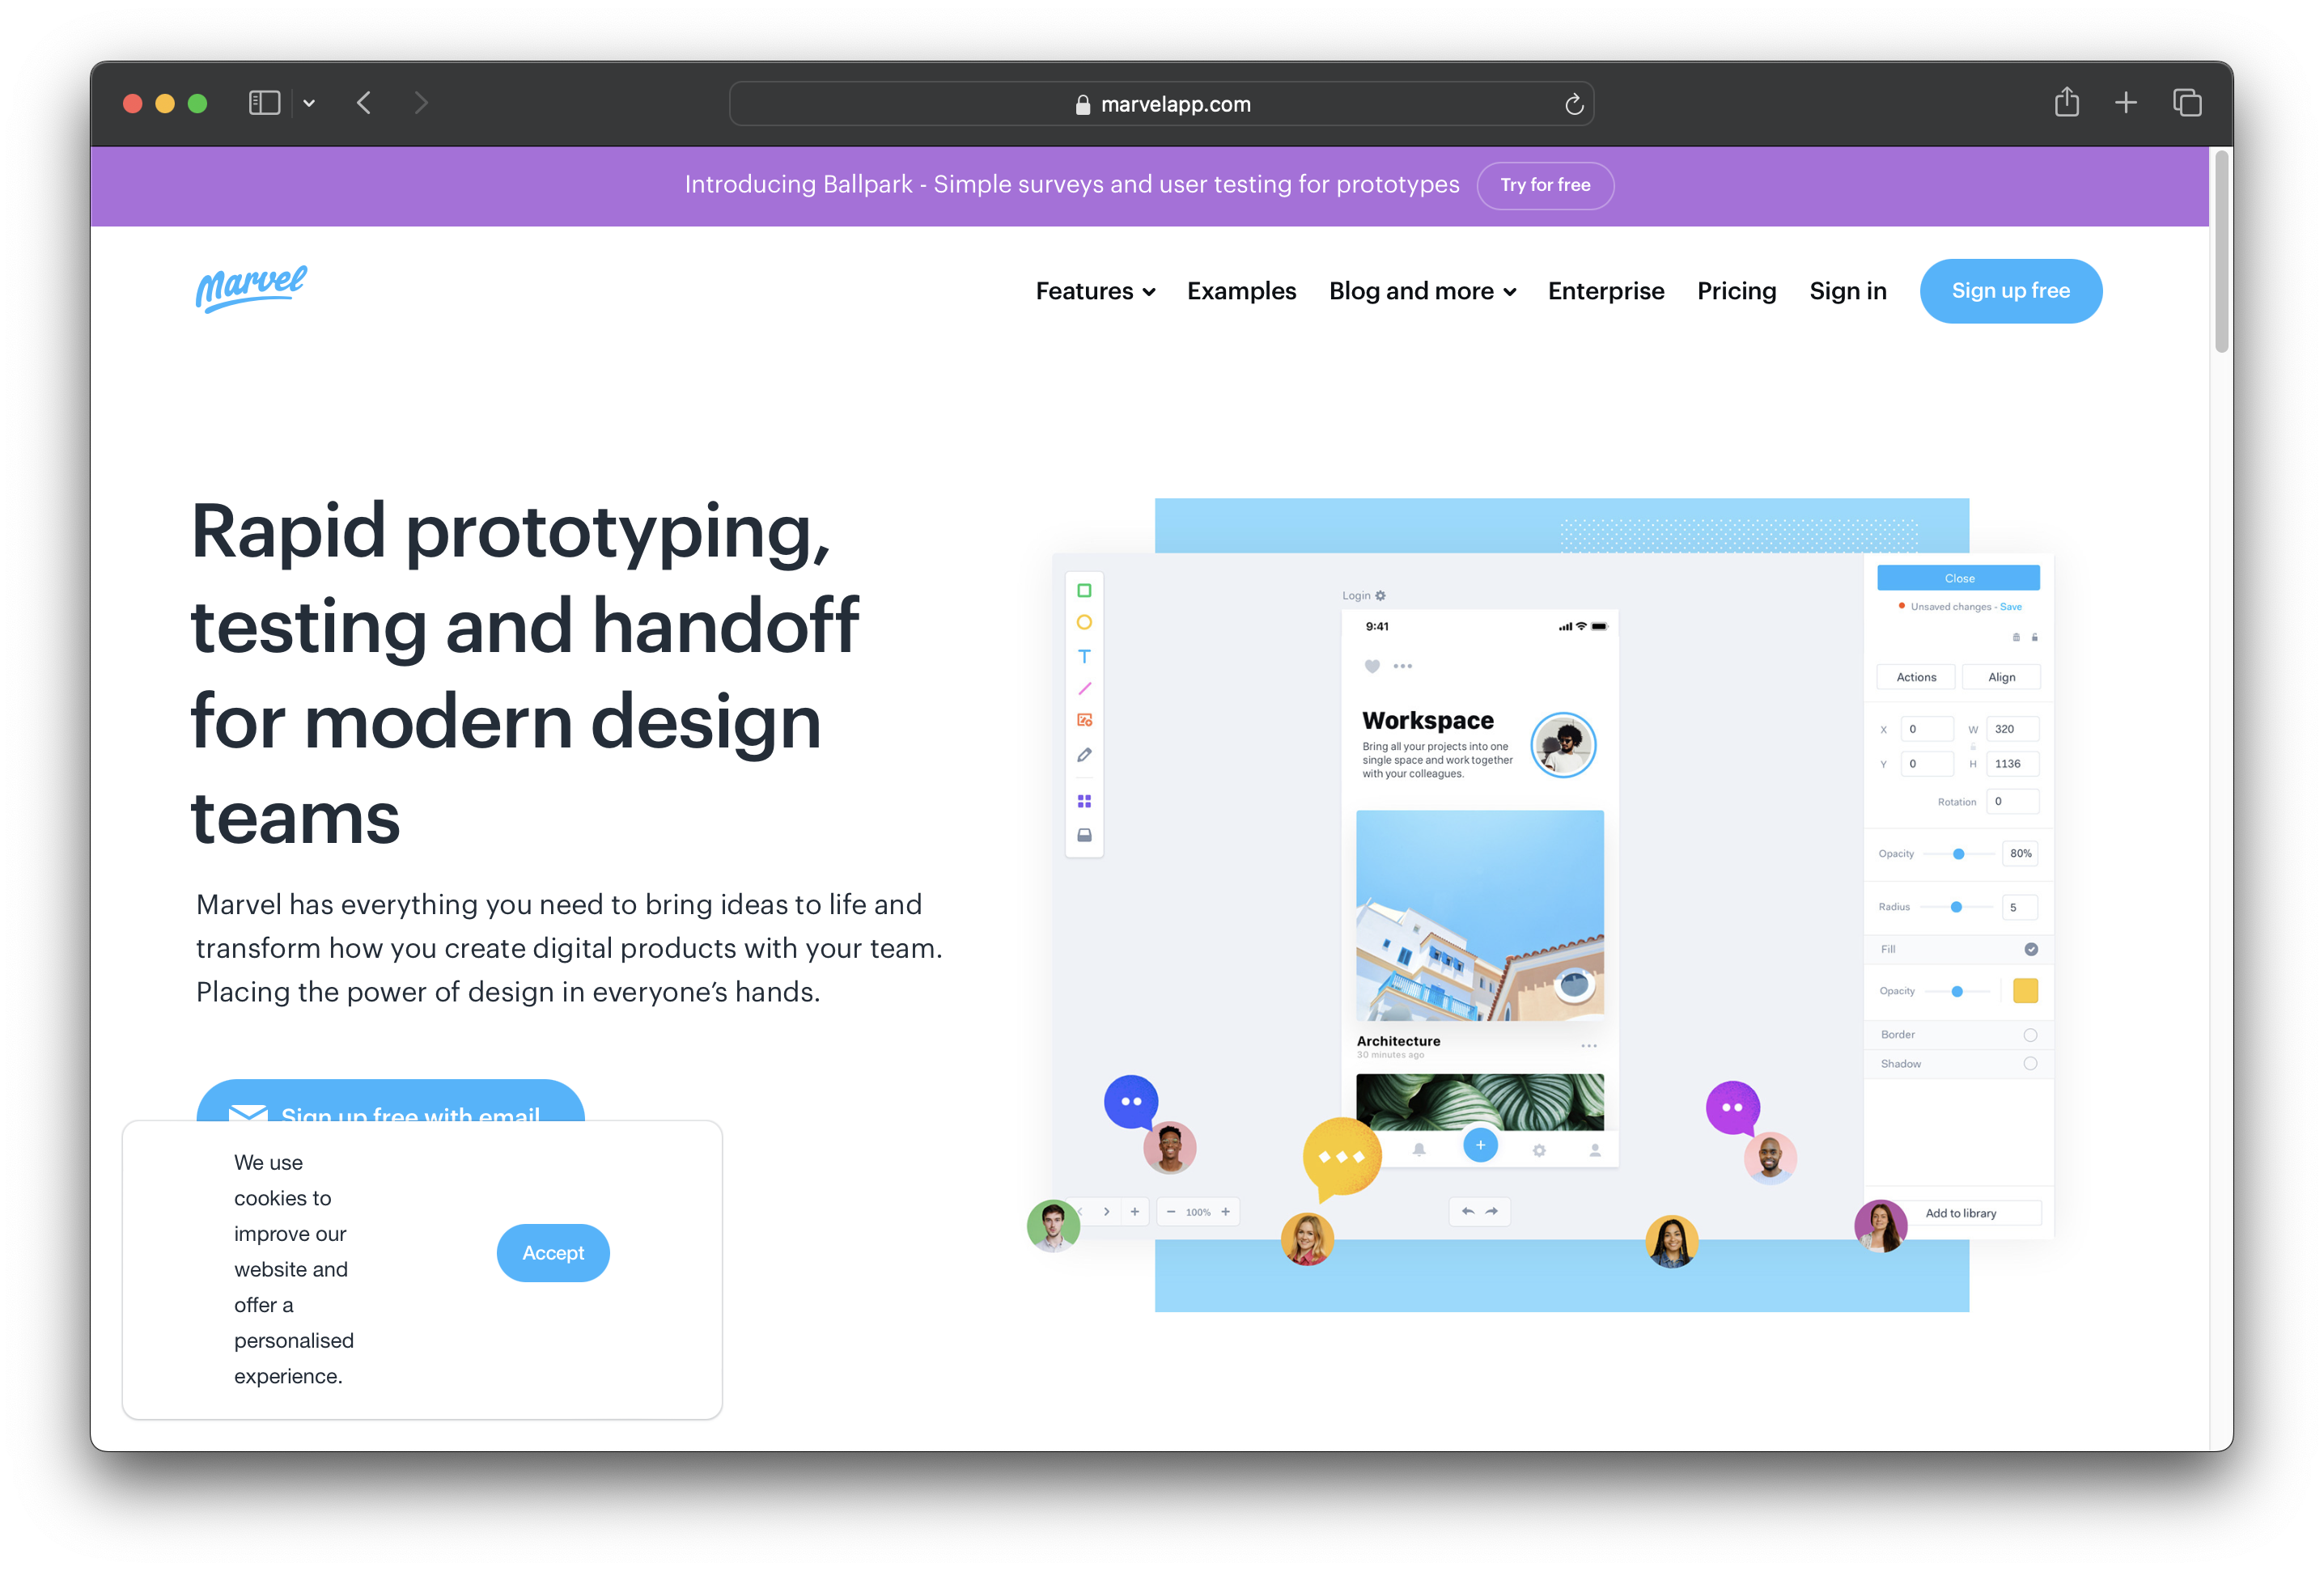 marvelapp.com
Introducing Ballpark - Simple surveys and user testing for prototypes
Try for free
Marvel
Features
Examples
Blog and more
Enterprise
Pricing
Sign in
Sign up free
Rapid prototyping,
testing and handoff
for modern design
teams
Marvel has everything you need to bring ideas to life and
transform how you create digital products with your team.
Placing the power of design in everyone’s hands.
Sign up free with email
We use
cookies to
improve our
website and
offer a
personalised
experience.
Accept
T
Login
9:41
Workspace
Bring all your projects into one
single space and work together
with your colleagues.
Architecture
30 minutes ago
100%
Close
Unsaved changes - Save
Actions
Align
X 0 W 320
Y 0 H 1136
Rotation 0
Opacity 80%
Radius 5
Fill
Opacity
Border
Shadow
Add to library